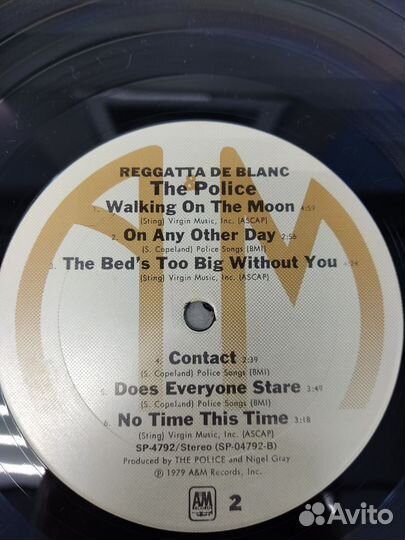 REGGATTA DE BLANC
The Police
1. Walking On The Moon 4:59
(Sting) Virgin Music, Inc. (ASCAP)
2. On Any Other Day 2:56
(S. Copeland) Police Songs (BMI)
3. The Bed's Too Big Without You 4:24
(Sting) Virgin Music, Inc. (ASCAP)
4. Contact 2:39
(S. Copeland) Police Songs (BMI)
5. Does Everyone Stare 3:49
(S. Copeland) Police Songs (BMI)
6. No Time This Time 3:18
(Sting) Virgin Music, Inc. (ASCAP)
SP-4792/Stereo (SP-04792-B)
Produced by THE POLICE and Nigel Gray
℗ 1979 A&M Records, Inc.
A&M
2
Avito